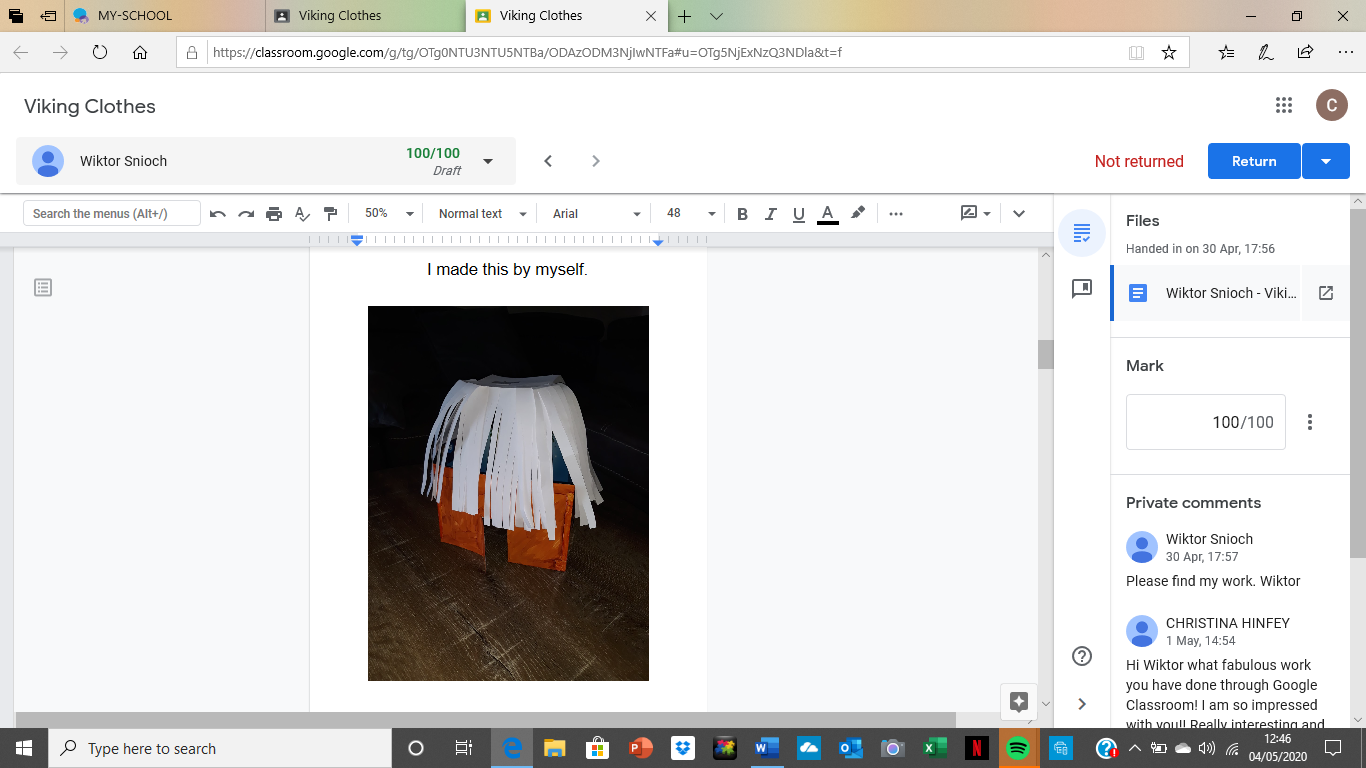 MY-SCHOOL
Viking Clothes
Viking Clothes
https://classroom.google.com/g/tg/OTg0NTU3NTU5NTBa/ODAzODM3NjIwNTFa#u=OTg5NjExNzQ3NDla&t=f
Viking Clothes
C
Wiktor Snioch
100/100
Draft
Not returned
Return
Search the menus (Alt+/)
50%
Normal text
Arial
48
B I U A
I made this by myself.
Files
Handed in on 30 Apr, 17:56
Wiktor Snioch - Viki...
Mark
100/100
Private comments
Wiktor Snioch
30 Apr, 17:57
Please find my work. Wiktor
CHRISTINA HINFEY
1 May, 14:54
Hi Wiktor what fabulous work
you have done through Google
Classroom! I am so impressed
with you!! Really interesting and
Type here to search
12:46
04/05/2020